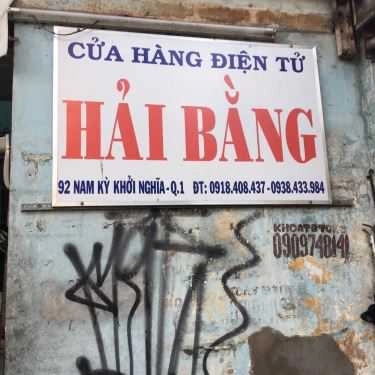 CỬA HÀNG ĐIỆN TỬ
HẢI BẰNG
92 NAM KỲ KHỞI NGHĨA-Q.1 ĐT: 0918.408.437-0938.433.984
0909748141